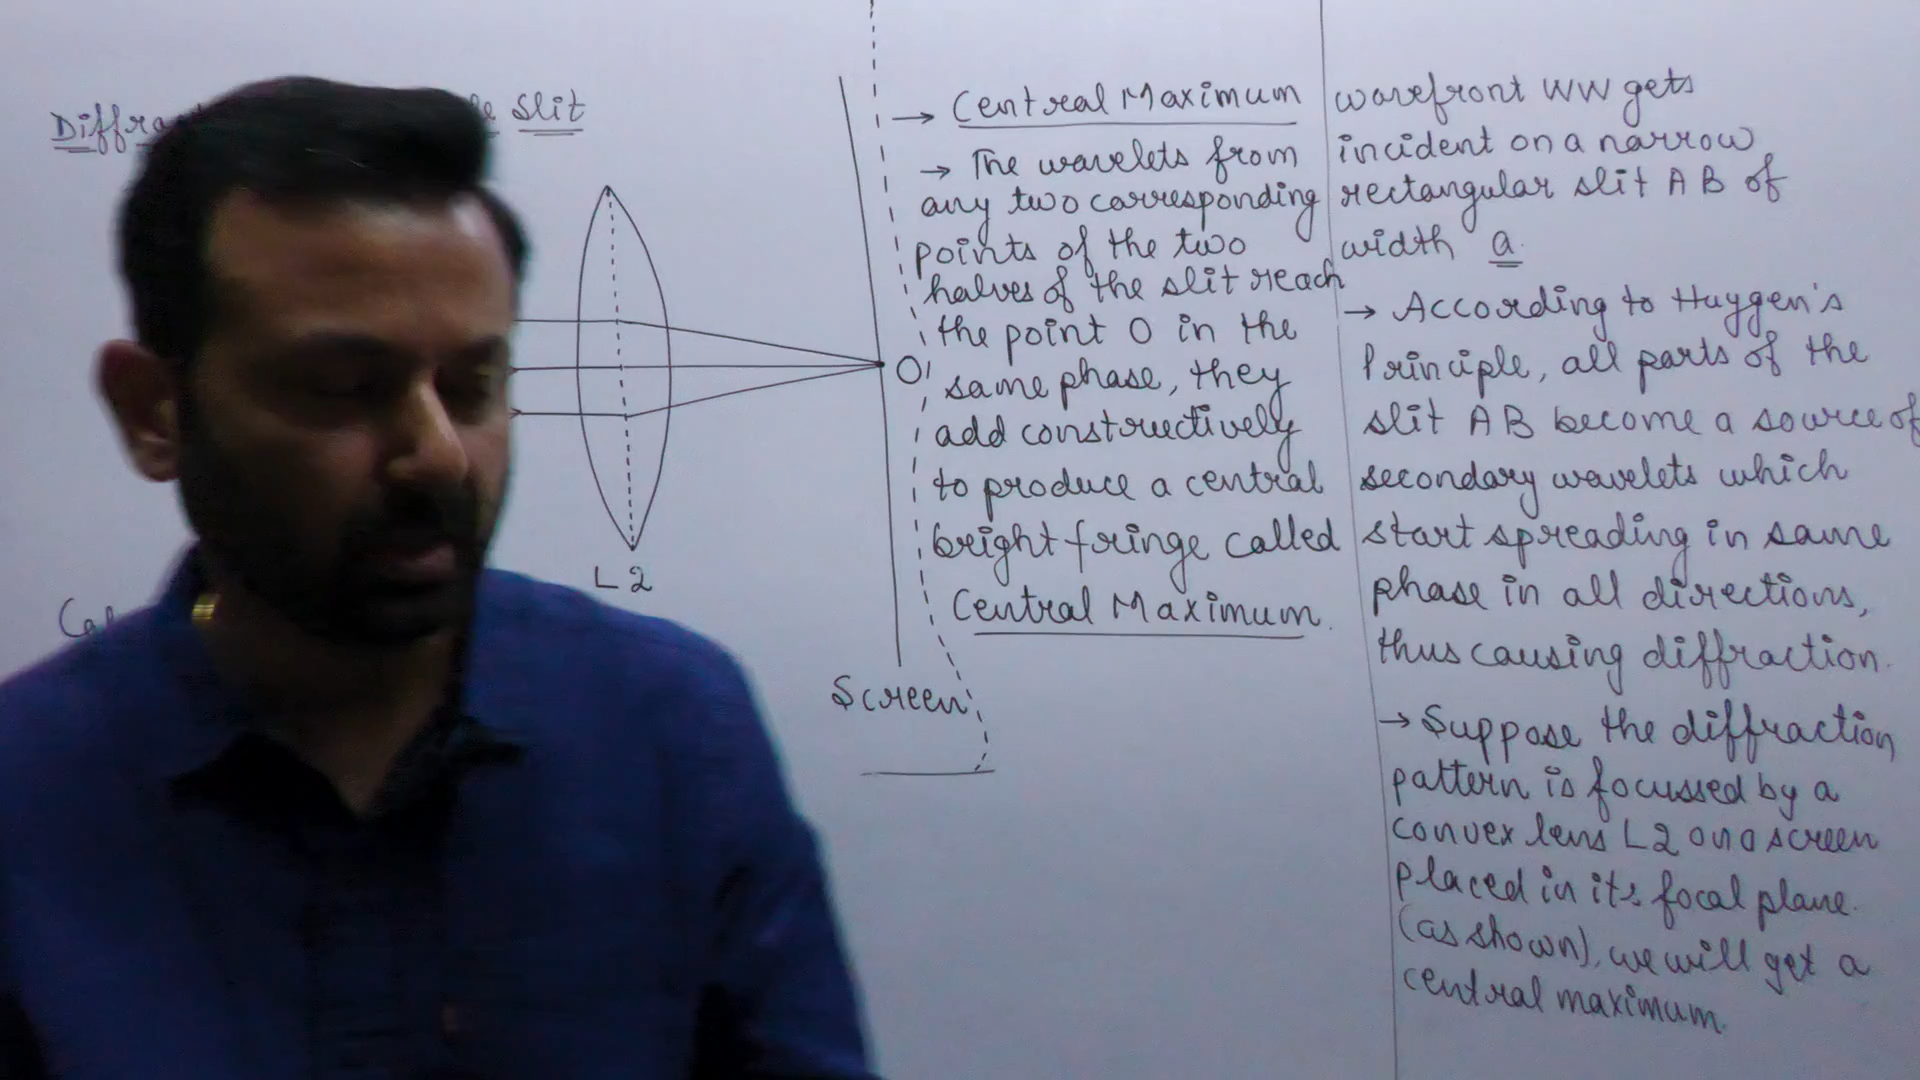 Slit
L2
O
Screen
→ Central Maximum
→ The wavelets from
any two corresponding
points of the two
halves of the slit reach
the point O in the
same phase, they
add constructively
to produce a central
bright fringe called
Central Maximum.
wavefront WW gets
incident on a narrow
rectangular slit AB of
width a.
→ According to Huygen's
Principle, all parts of the
slit AB become a source of
secondary wavelets which
start spreading in same
phase in all directions,
thus causing diffraction.
→ Suppose the diffraction
pattern is focussed by a
convex lens L2 on a screen
placed in its focal plane.
(as shown), we will get a
central maximum.